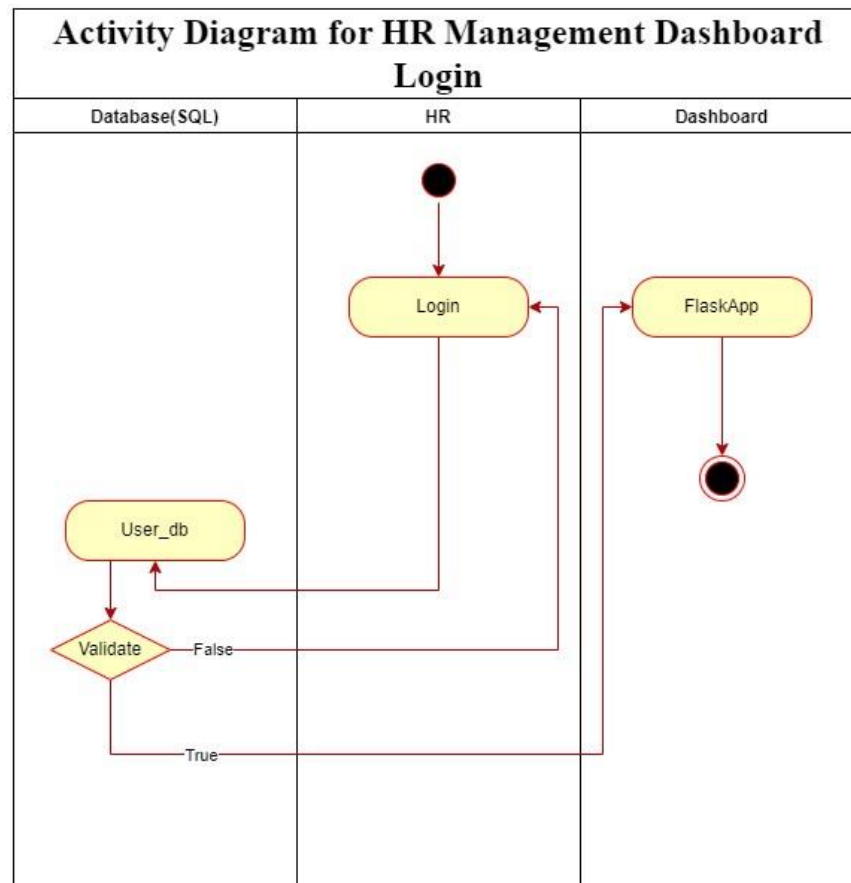 Activity Diagram for HR Management Dashboard
Login
Database(SQL)
HR
Dashboard
Login
FlaskApp
User_db
Validate
False
True